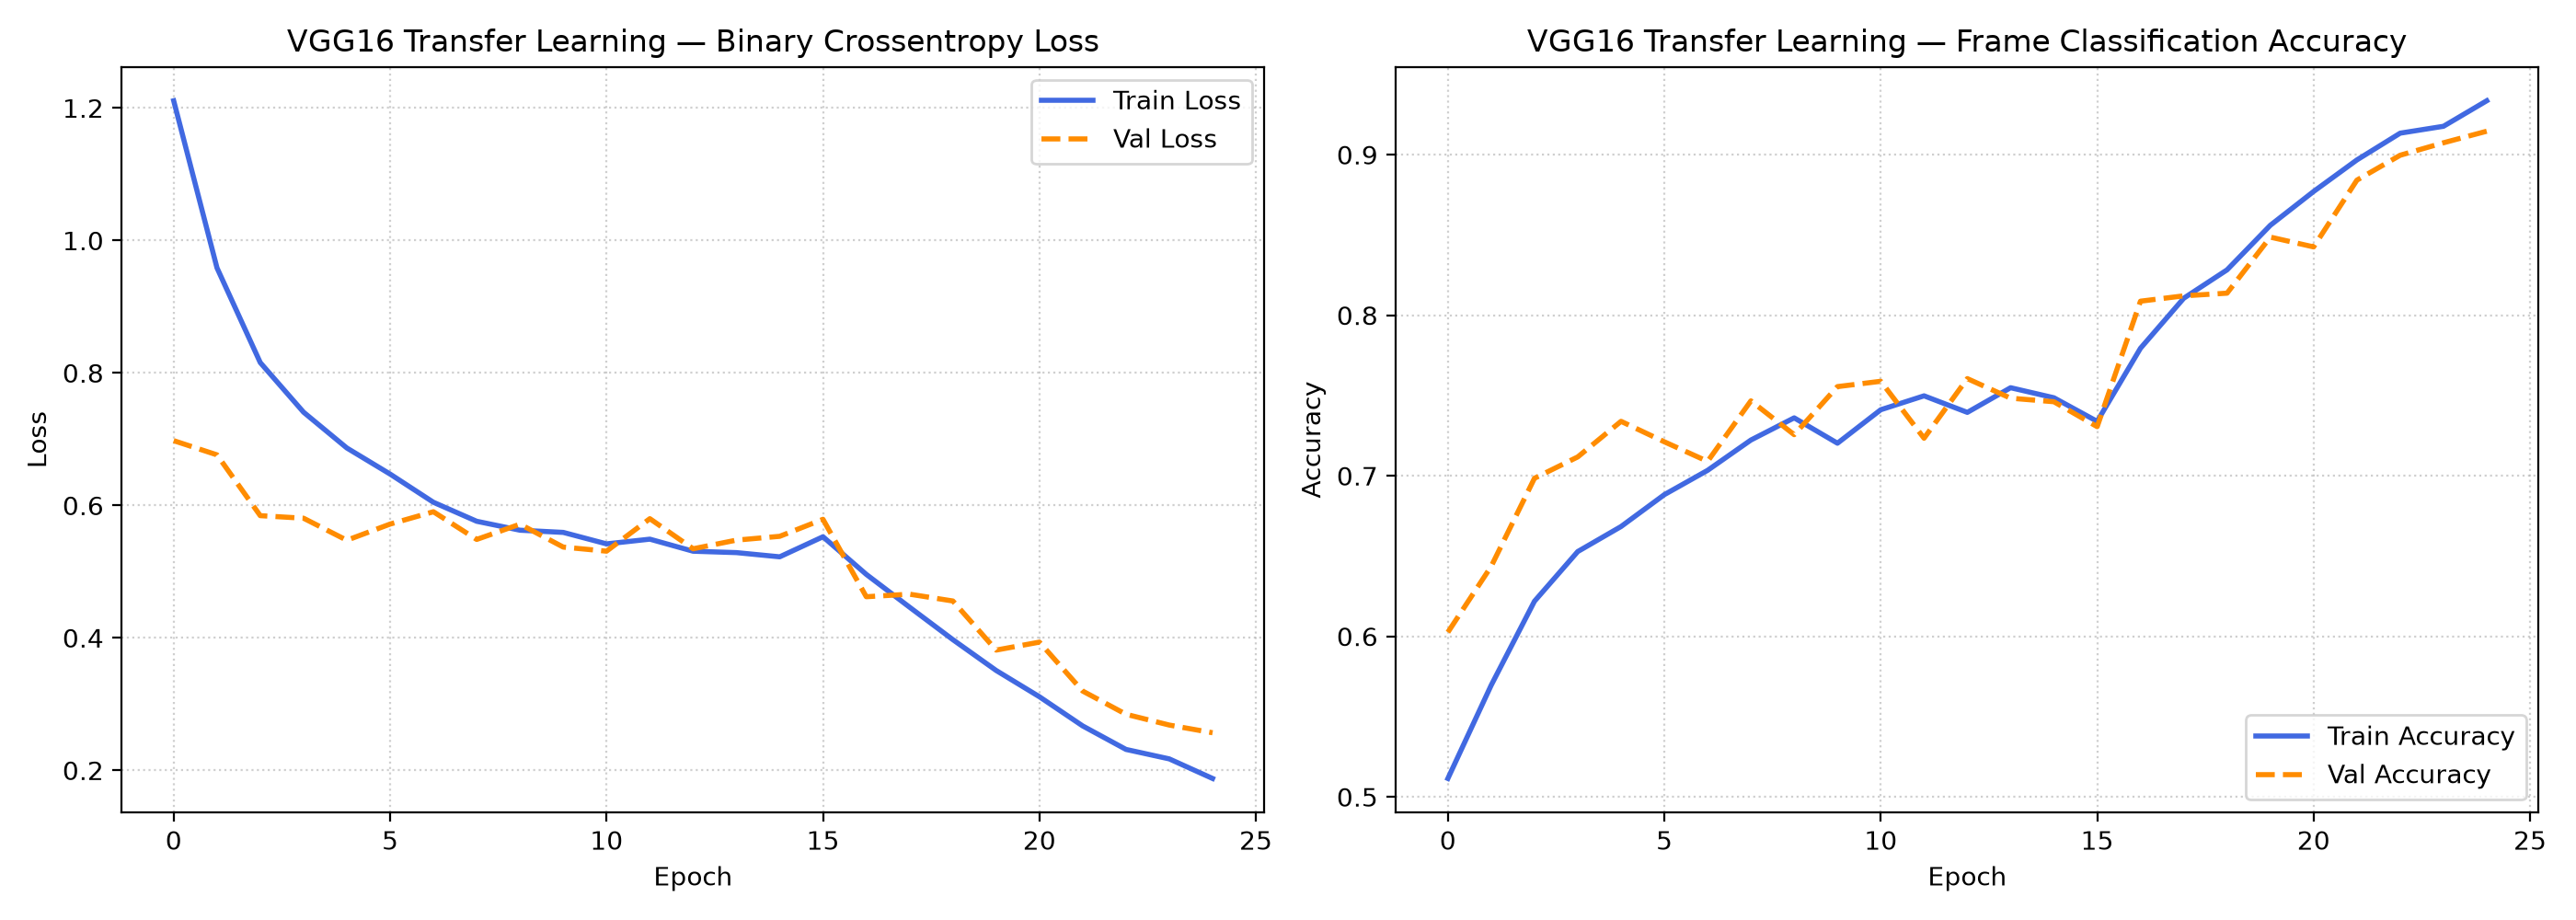 VGG16 Transfer Learning — Binary Crossentropy Loss
Train Loss
Val Loss
1.2
1.0
0.8
0.6
0.4
0.2
Loss
0 5 10 15 20 25
Epoch
VGG16 Transfer Learning — Frame Classification Accuracy
0.9
0.8
0.7
0.6
0.5
Accuracy
Train Accuracy
Val Accuracy
0 5 10 15 20 25
Epoch